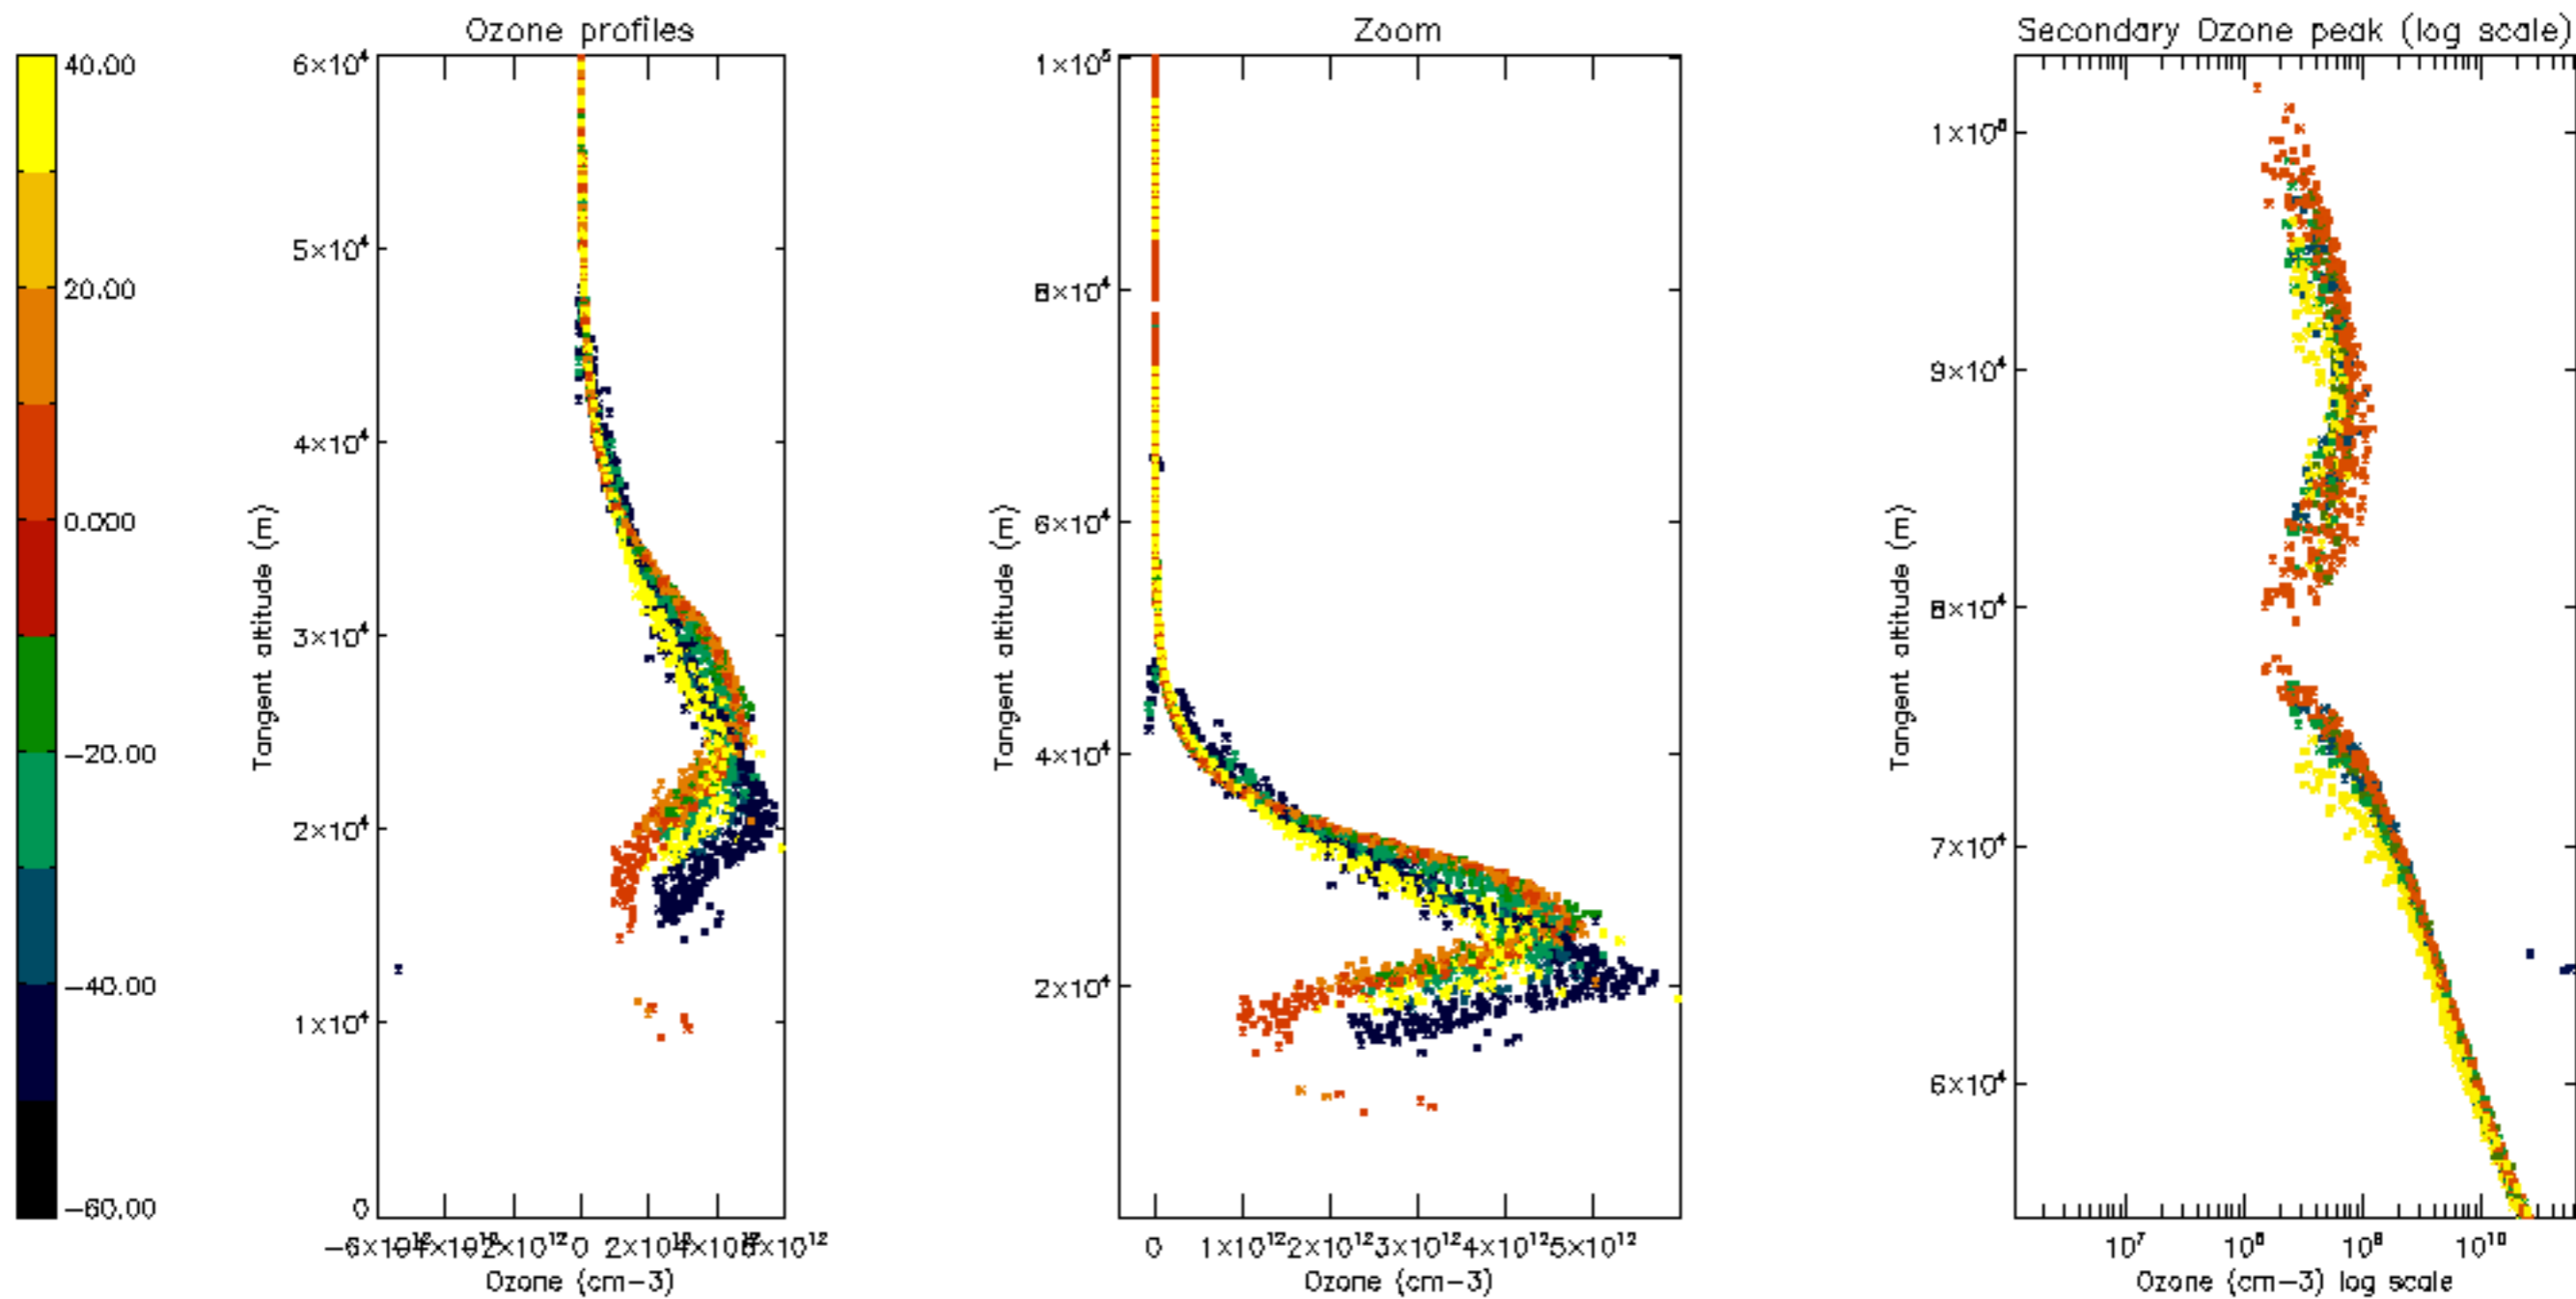 Ozone profiles
Zoom
Secondary Ozone peak (log scale)
40.00
20.00
0.000
−20.00
−40.00
−60.00
6×10⁴
5×10⁴
4×10⁴
3×10⁴
2×10⁴
1×10⁴
0
Tangent altitude (m)
0 2×10¹²
Ozone (cm−3)
1×10⁵
8×10⁴
6×10⁴
4×10⁴
2×10⁴
Tangent altitude (m)
0 1×10¹² 2×10¹² 3×10¹² 4×10¹² 5×10¹²
Ozone (cm−3)
9×10⁴
8×10⁴
7×10⁴
6×10⁴
Tangent altitude (m)
10⁷ 10⁸ 10⁹ 10¹⁰
Ozone (cm−3) log scale